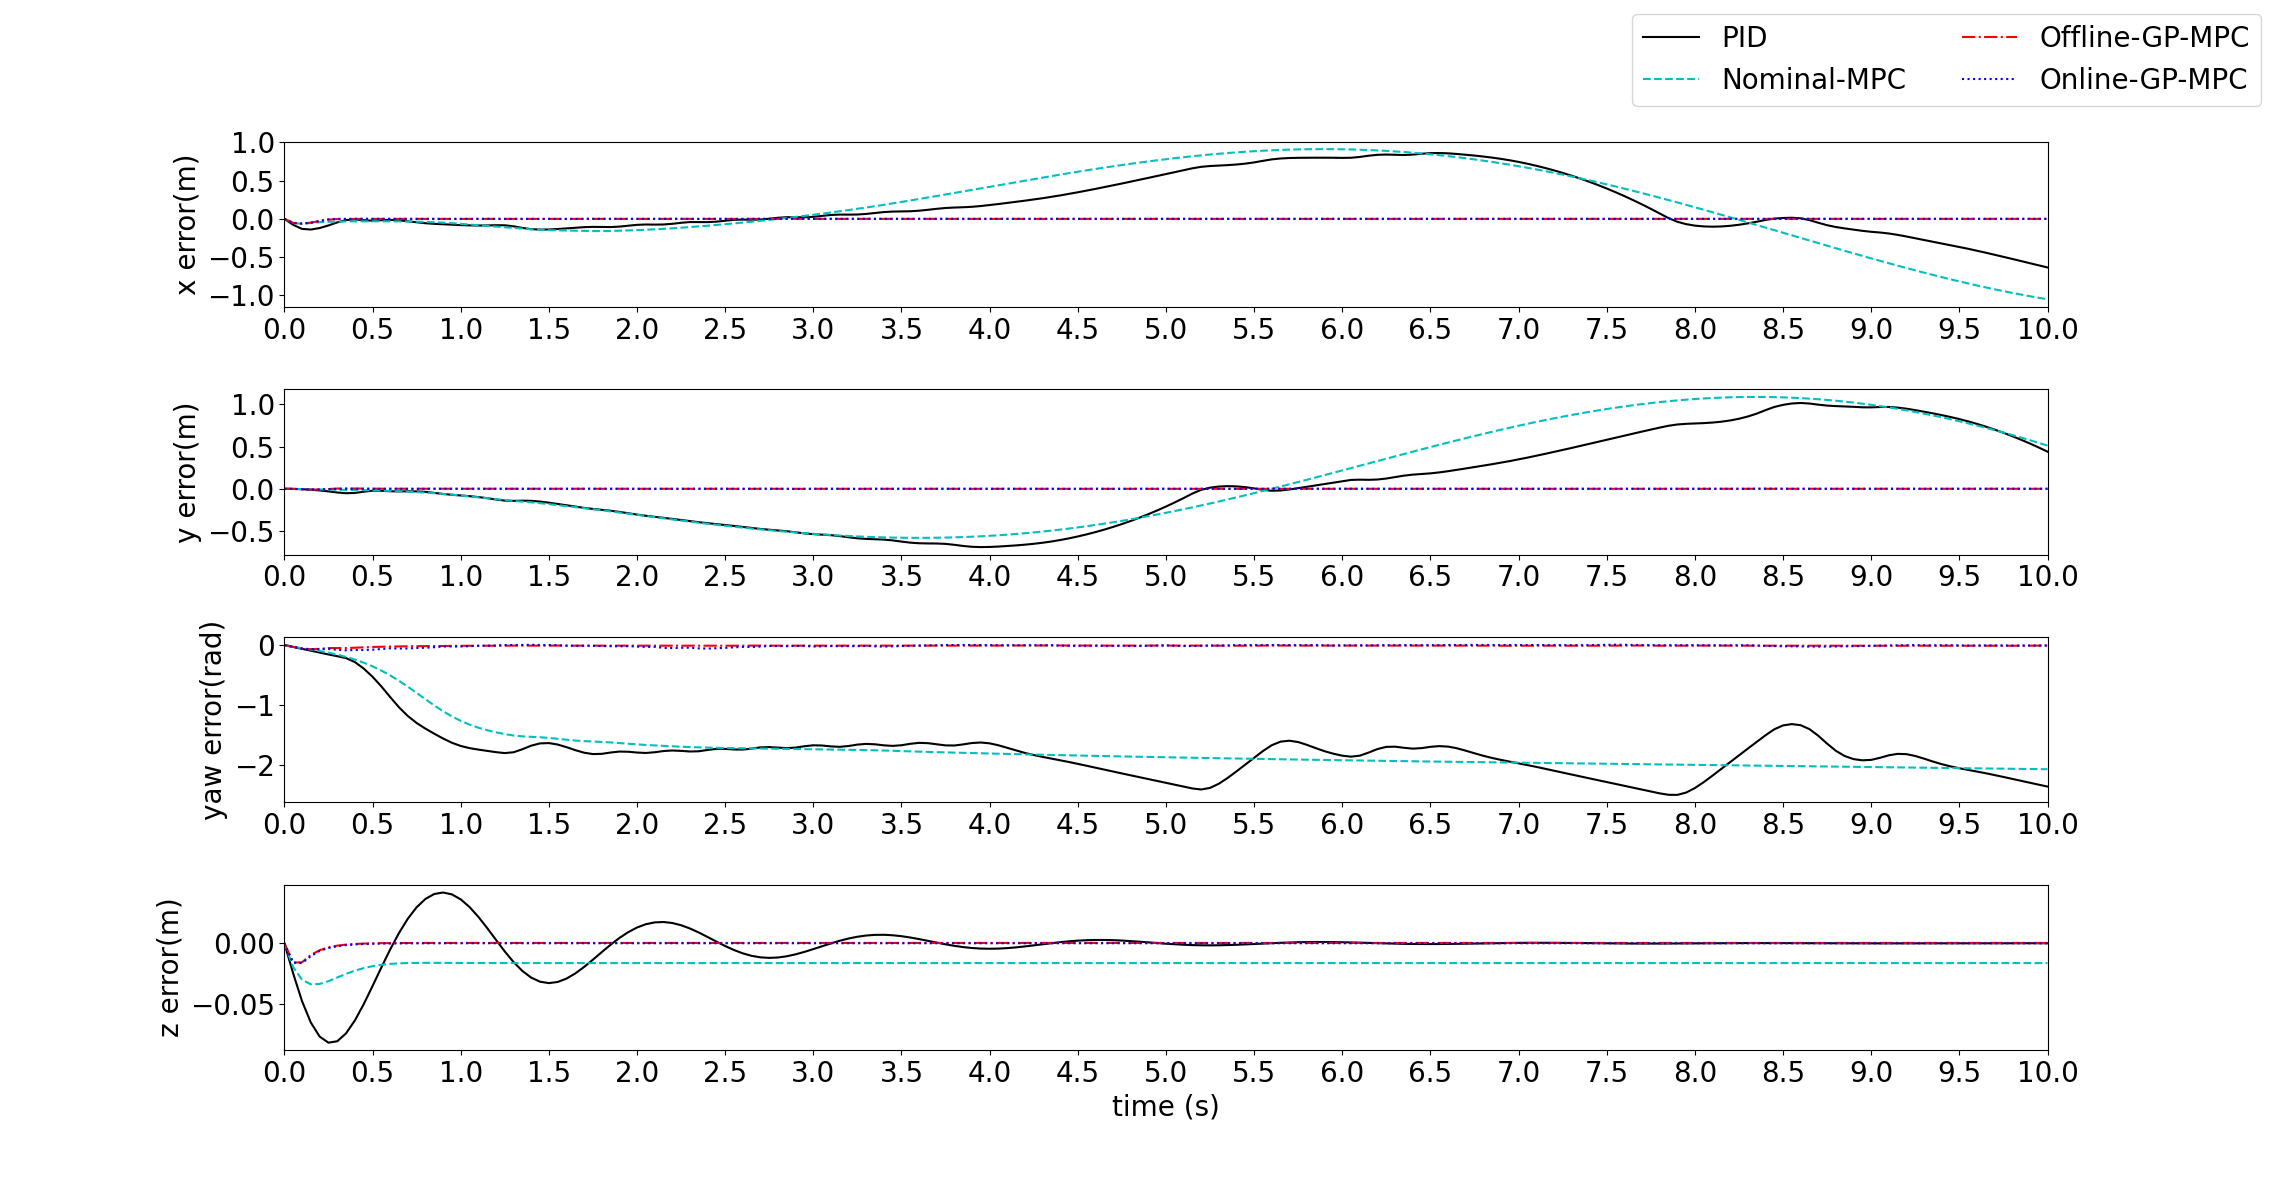 PID Offline-GP-MPC
Nominal-MPC Online-GP-MPC
x error(m)
1.0
0.5
0.0
−0.5
−1.0
0.0 0.5 1.0 1.5 2.0 2.5 3.0 3.5 4.0 4.5 5.0 5.5 6.0 6.5 7.0 7.5 8.0 8.5 9.0 9.5 10.0
y error(m)
1.0
0.5
0.0
−0.5
0.0 0.5 1.0 1.5 2.0 2.5 3.0 3.5 4.0 4.5 5.0 5.5 6.0 6.5 7.0 7.5 8.0 8.5 9.0 9.5 10.0
yaw error(rad)
0
−1
−2
0.0 0.5 1.0 1.5 2.0 2.5 3.0 3.5 4.0 4.5 5.0 5.5 6.0 6.5 7.0 7.5 8.0 8.5 9.0 9.5 10.0
z error(m)
0.00
−0.05
0.0 0.5 1.0 1.5 2.0 2.5 3.0 3.5 4.0 4.5 5.0 5.5 6.0 6.5 7.0 7.5 8.0 8.5 9.0 9.5 10.0
time (s)